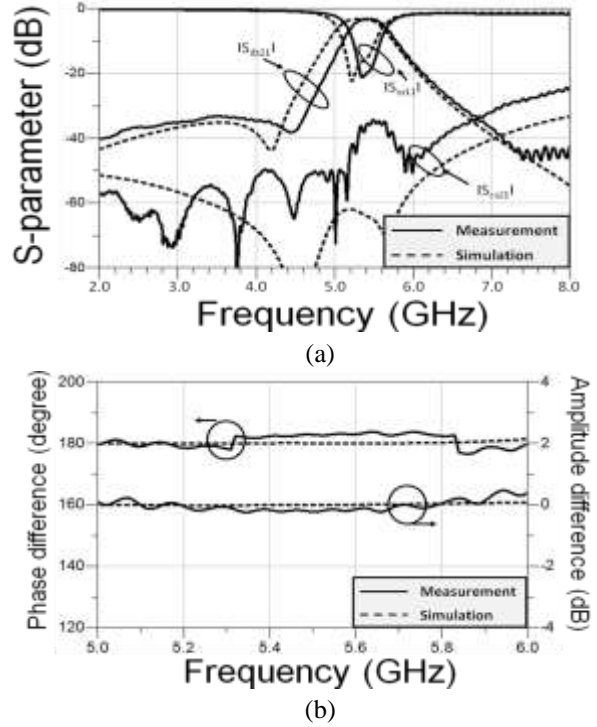 S-parameter (dB)
0
-20
-40
-60
-80
2.0 3.0 4.0 5.0 6.0 7.0 8.0
Frequency (GHz)
Measurement
Simulation
(a)
Phase difference (degree)
200
180
160
140
120
Amplitude difference (dB)
4
2
0
-2
-4
5.0 5.2 5.4 5.6 5.8 6.0
Frequency (GHz)
Measurement
Simulation
(b)